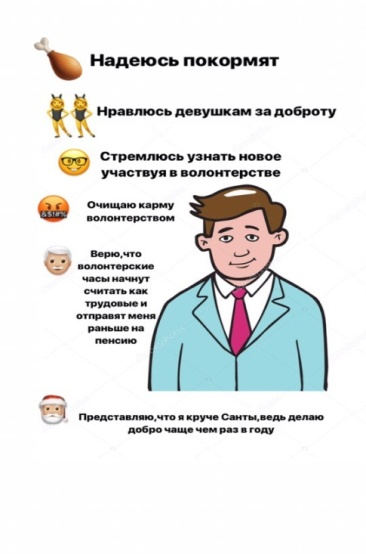 Надеюсь покормят
Нравлюсь девушкам за доброту
Стремлюсь узнать новое
участвуя в волонтерстве
&$!#%
Очищаю карму
волонтерством
Верю,что
волонтерские
часы начнут
считать как
трудовые и
отправят меня
раньше на
пенсию
Представляю,что я круче Санты,ведь делаю
добро чаще чем раз в году